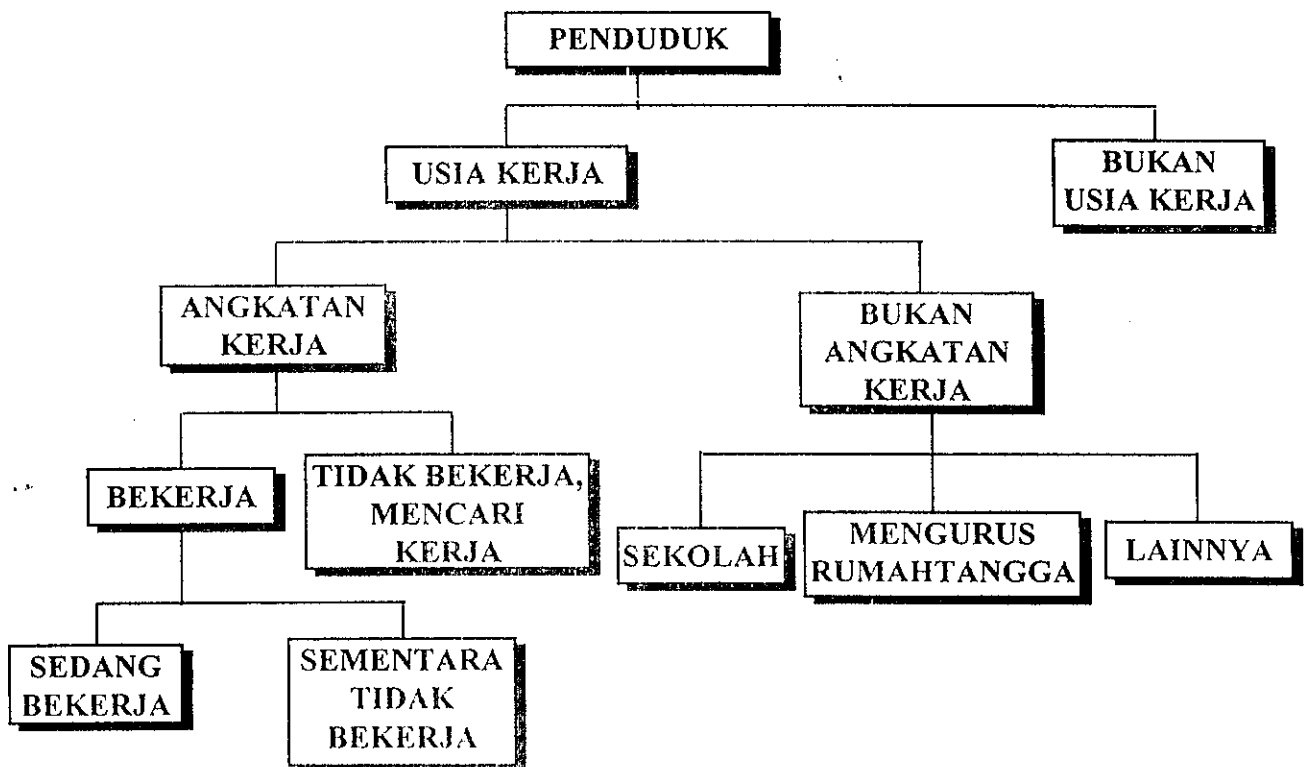 PENDUDUK
USIA KERJA
BUKAN
USIA KERJA
ANGKATAN
KERJA
BUKAN
ANGKATAN
KERJA
BEKERJA
TIDAK BEKERJA,
MENCARI
KERJA
SEKOLAH
MENGURUS
RUMAHTANGGA
LAINNYA
SEDANG
BEKERJA
SEMENTARA
TIDAK
BEKERJA